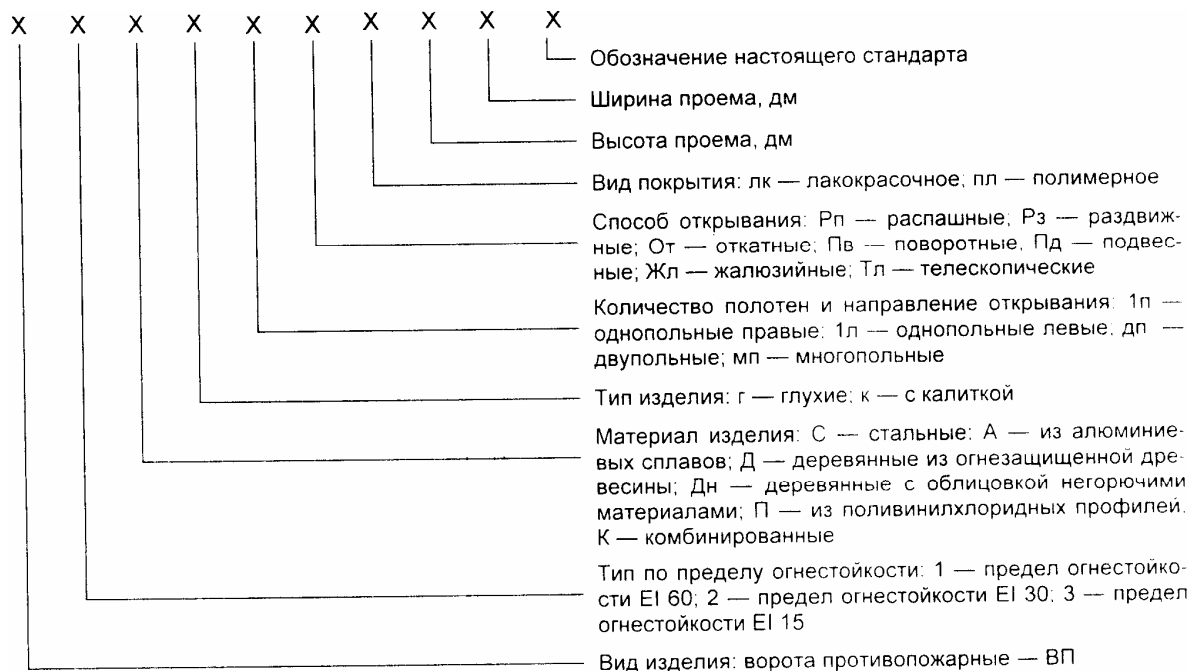 Х Х Х Х Х Х Х Х Х Х
Обозначение настоящего стандарта
Ширина проема, дм
Высота проема, дм
Вид покрытия: лк — лакокрасочное; пл — полимерное
Способ открывания: Рп — распашные; Рз — раздвиж-
ные; От — откатные; Пв — поворотные, Пд — подвес-
ные; Жл — жалюзийные; Тл — телескопические
Количество полотен и направление открывания: 1п —
однопольные правые; 1л — однопольные левые; дп —
двупольные; мп — многопольные
Тип изделия: г — глухие; к — с калиткой
Материал изделия: С — стальные; А — из алюминие-
вых сплавов; Д — деревянные из огнезащищенной дре-
весины; Дн — деревянные с облицовкой негорючими
материалами; П — из поливинилхлоридных профилей,
К — комбинированные
Тип по пределу огнестойкости: 1 — предел огнестойко-
сти EI 60; 2 — предел огнестойкости EI 30; 3 — предел
огнестойкости EI 15
Вид изделия: ворота противопожарные — ВП